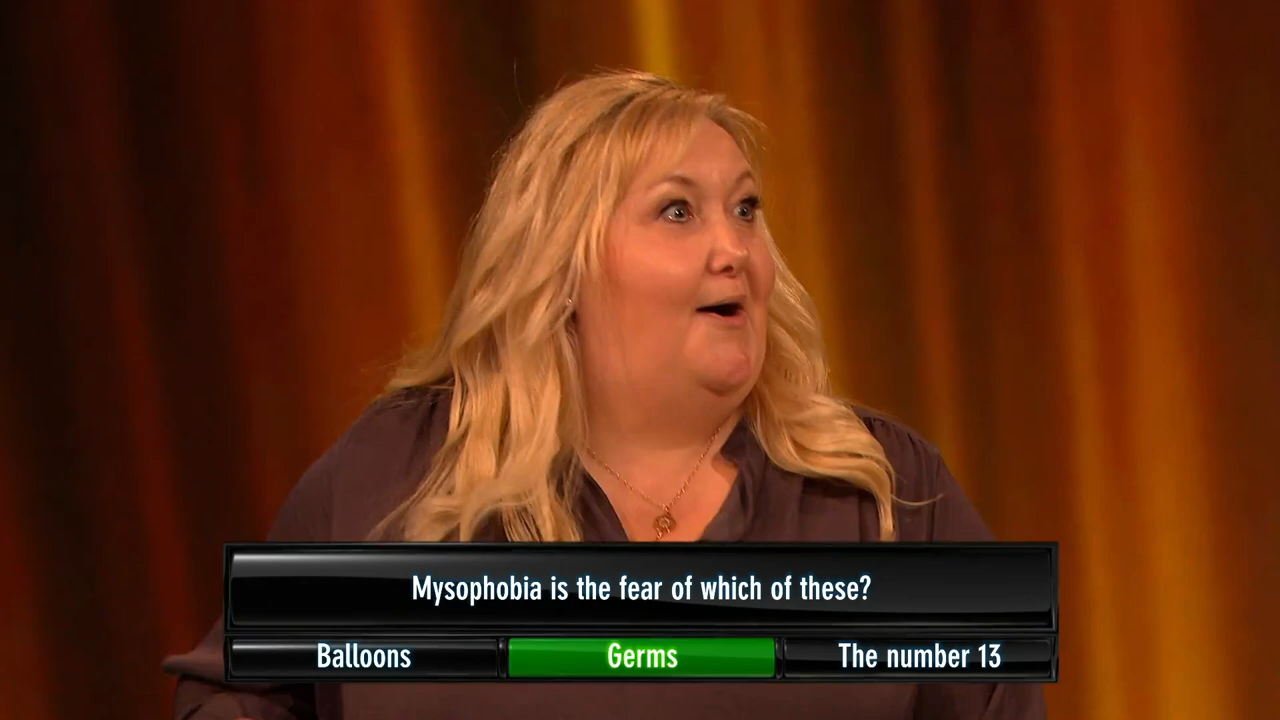 Mysophobia is the fear of which of these?
Balloons
Germs
The number 13